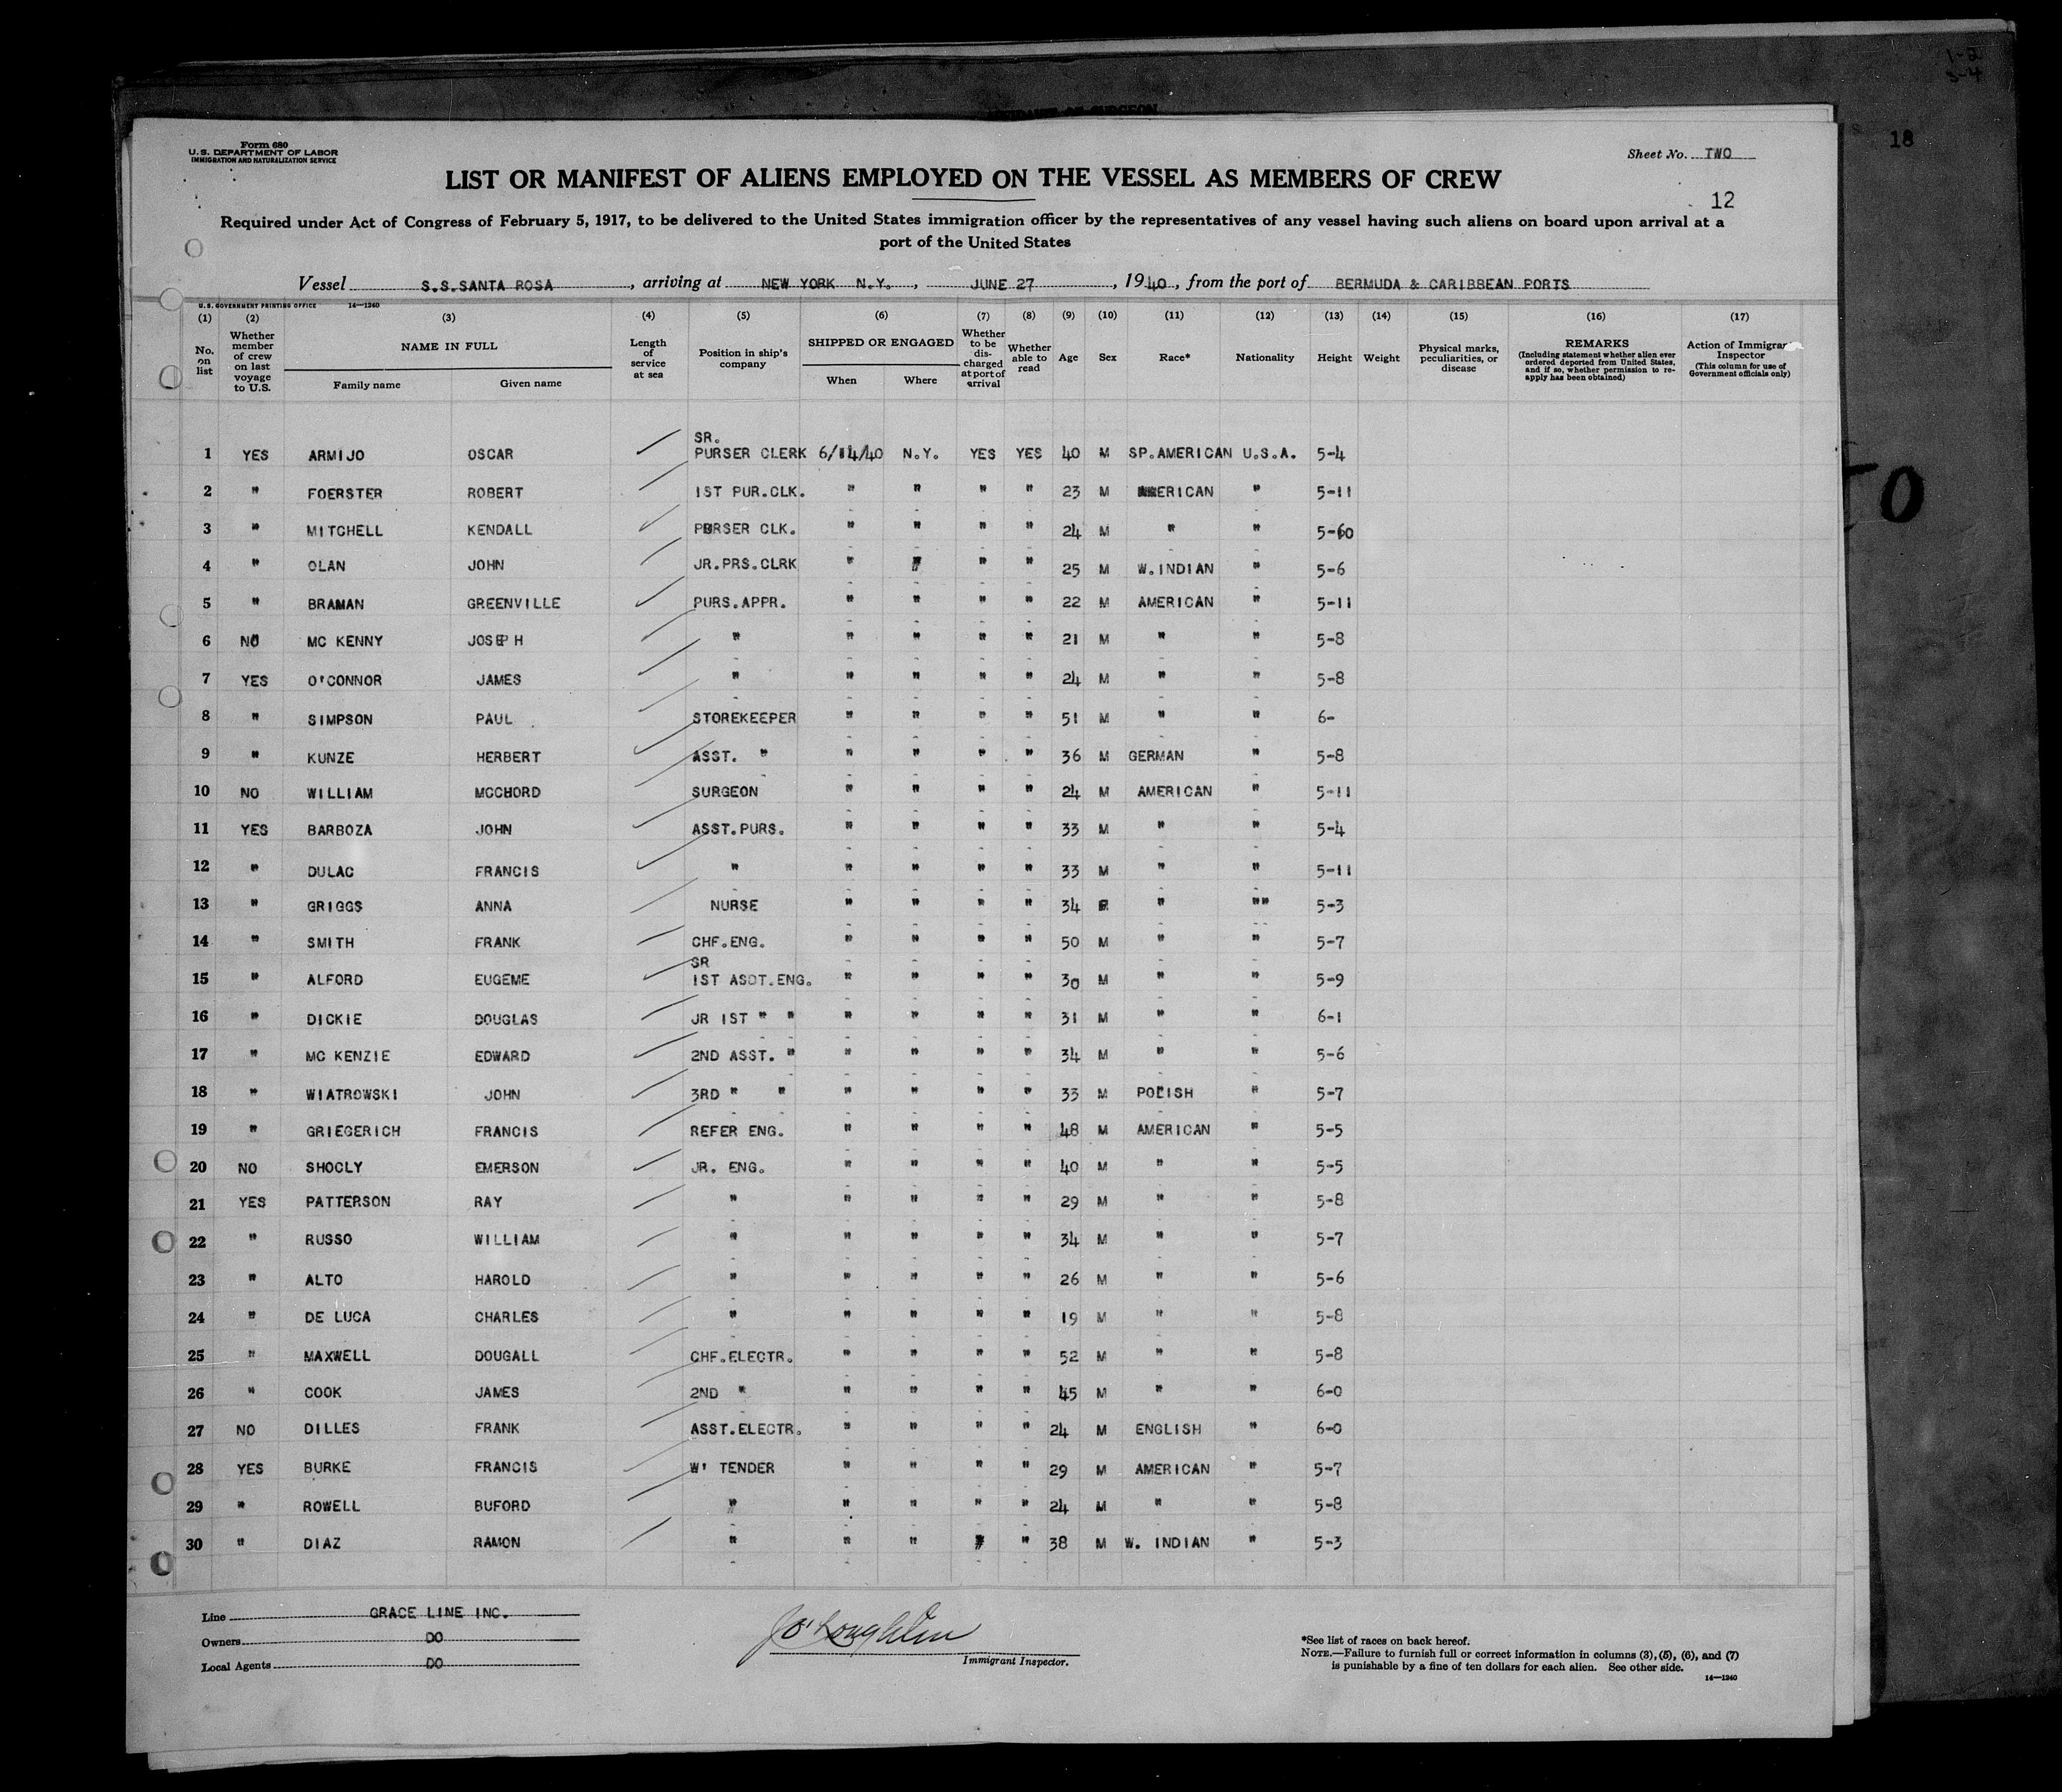 1-2
3-4
18
Form 680
U. S. DEPARTMENT OF LABOR
IMMIGRATION AND NATURALIZATION SERVICE
Sheet No. TWO
LIST OR MANIFEST OF ALIENS EMPLOYED ON THE VESSEL AS MEMBERS OF CREW
12
Required under Act of Congress of February 5, 1917, to be delivered to the United States immigration officer by the representatives of any vessel having such aliens on board upon arrival at a
port of the United States
Vessel S.S.SANTA ROSA, arriving at NEW YORK N.Y., JUNE 27, 1940, from the port of BERMUDA & CARIBBEAN PORTS
U. S. GOVERNMENT PRINTING OFFICE 14—1240
(1) (2) (3) (4) (5) (6) (7) (8) (9) (10) (11) (12) (13) (14) (15) (16) (17)
No. on list
Whether member of crew on last voyage to U.S.
NAME IN FULL
Family name Given name
Length of service at sea
Position in ship's company
SHIPPED OR ENGAGED
When Where
Whether to be discharged at port of arrival
Whether able to read
Age Sex Race* Nationality Height Weight
Physical marks, peculiarities, or disease
REMARKS
(Including statement whether alien ever ordered deported from United States, and if so, whether permission to reapply has been obtained)
Action of Immigrant Inspector
(This column for use of Government officials only)
SR.
1 YES ARMIJO OSCAR PURSER CLERK 6/14/40 N.Y. YES YES 40 M SP.AMERICAN U.S.A. 5-4
2 " FOERSTER ROBERT 1ST PUR.CLK. " " " " 23 M AMERICAN " 5-11
3 " MITCHELL KENDALL PURSER CLK. " " " " 24 M " " 5-60
4 " OLAN JOHN JR.PRS.CLRK " " " " 25 M W.INDIAN " 5-6
5 " BRAMAN GREENVILLE PURS.APPR. " " " " 22 M AMERICAN " 5-11
6 NO MC KENNY JOSEPH " " " " " 21 M " " 5-8
7 YES O'CONNOR JAMES " " " " " 24 M " " 5-8
8 " SIMPSON PAUL STOREKEEPER " " " " 51 M " " 6-
9 " KUNZE HERBERT ASST. " " " " " 36 M GERMAN " 5-8
10 NO WILLIAM MCCHORD SURGEON " " " " 24 M AMERICAN " 5-11
11 YES BARBOZA JOHN ASST.PURS. " " " " 33 M " " 5-4
12 " DULAC FRANCIS " " " " " 33 M " " 5-11
13 " GRIGGS ANNA NURSE " " " " 34 F " "" 5-3
14 " SMITH FRANK CHF.ENG. " " " " 50 M " " 5-7
SR
15 " ALFORD EUGEME 1ST ASDT.ENG. " " " " 30 M " " 5-9
16 " DICKIE DOUGLAS JR 1ST " " " " " " 31 M " " 6-1
17 " MC KENZIE EDWARD 2ND ASST. " " " " " 34 M " " 5-6
18 " WIATROWSKI JOHN 3RD " " " " " " 33 M POLISH " 5-7
19 " GRIEGERICH FRANCIS REFER ENG. " " " " 48 M AMERICAN " 5-5
20 NO SHOCLY EMERSON JR. ENG. " " " " 40 M " " 5-5
21 YES PATTERSON RAY " " " " " 29 M " " 5-8
22 " RUSSO WILLIAM " " " " " 34 M " " 5-7
23 " ALTO HAROLD " " " " " 26 M " " 5-6
24 " DE LUCA CHARLES " " " " " 19 M " " 5-8
25 " MAXWELL DOUGALL CHF.ELECTR. " " " " 52 M " " 5-8
26 " COOK JAMES 2ND " " " " " 45 M " " 6-0
27 NO DILLES FRANK ASST.ELECTR. " " " " 24 M ENGLISH " 6-0
28 YES BURKE FRANCIS W' TENDER " " " " 29 M AMERICAN " 5-7
29 " ROWELL BUFORD " " " " " 24 M " " 5-8
30 " DIAZ RAMON " " " " " 38 M W. INDIAN " 5-3
Line GRACE LINE INC.
Owners DO
Local Agents DO
J O'Loughlin
Immigrant Inspector.
*See list of races on back hereof.
NOTE.—Failure to furnish full or correct information in columns (3), (5), (6), and (7)
is punishable by a fine of ten dollars for each alien. See other side.
14—1240